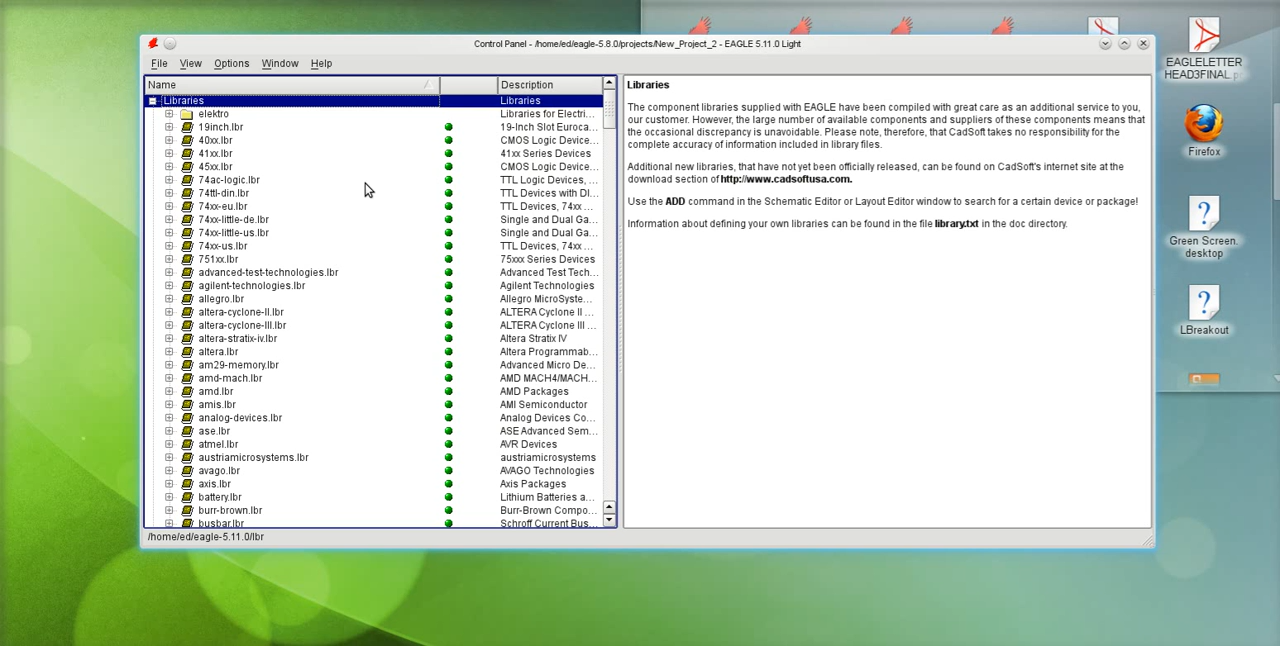 Control Panel - /home/ed/eagle-5.8.0/projects/New_Project_2 - EAGLE 5.11.0 Light
File View Options Window Help
Name Description
Libraries Libraries
elektro Libraries for Electri...
19inch.lbr 19-Inch Slot Euroca...
40xx.lbr CMOS Logic Device...
41xx.lbr 41xx Series Devices
45xx.lbr CMOS Logic Device...
74ac-logic.lbr TTL Logic Devices, ...
74ttl-din.lbr TTL Devices with DI...
74xx-eu.lbr TTL Devices, 74xx ...
74xx-little-de.lbr Single and Dual Ga...
74xx-little-us.lbr Single and Dual Ga...
74xx-us.lbr TTL Devices, 74xx ...
751xx.lbr 75xxx Series Devices
advanced-test-technologies.lbr Advanced Test Tech...
agilent-technologies.lbr Agilent Technologies
allegro.lbr Allegro MicroSyste...
altera-cyclone-II.lbr ALTERA Cyclone II ...
altera-cyclone-III.lbr ALTERA Cyclone III ...
altera-stratix-iv.lbr Altera Stratix IV
altera.lbr Altera Programmab...
am29-memory.lbr Advanced Micro De...
amd-mach.lbr AMD MACH4/MACH...
amd.lbr AMD Packages
amis.lbr AMI Semiconductor
analog-devices.lbr Analog Devices Co...
ase.lbr ASE Advanced Sem...
atmel.lbr AVR Devices
austriamicrosystems.lbr austriamicrosystems
avago.lbr AVAGO Technologies
axis.lbr Axis Packages
battery.lbr Lithium Batteries a...
burr-brown.lbr Burr-Brown Compo...
busbar.lbr Schroff Current Bus...
/home/ed/eagle-5.11.0/lbr
Libraries
The component libraries supplied with EAGLE have been compiled with great care as an additional service to you,
our customer. However, the large number of available components and suppliers of these components means that
the occasional discrepancy is unavoidable. Please note, therefore, that CadSoft takes no responsibility for the
complete accuracy of information included in library files.
Additional new libraries, that have not yet been officially released, can be found on CadSoft's internet site at the
download section of http://www.cadsoftusa.com.
Use the ADD command in the Schematic Editor or Layout Editor window to search for a certain device or package!
Information about defining your own libraries can be found in the file library.txt in the doc directory.
EAGLELETTER
HEAD3FINAL
Firefox
Green Screen.
desktop
LBreakout